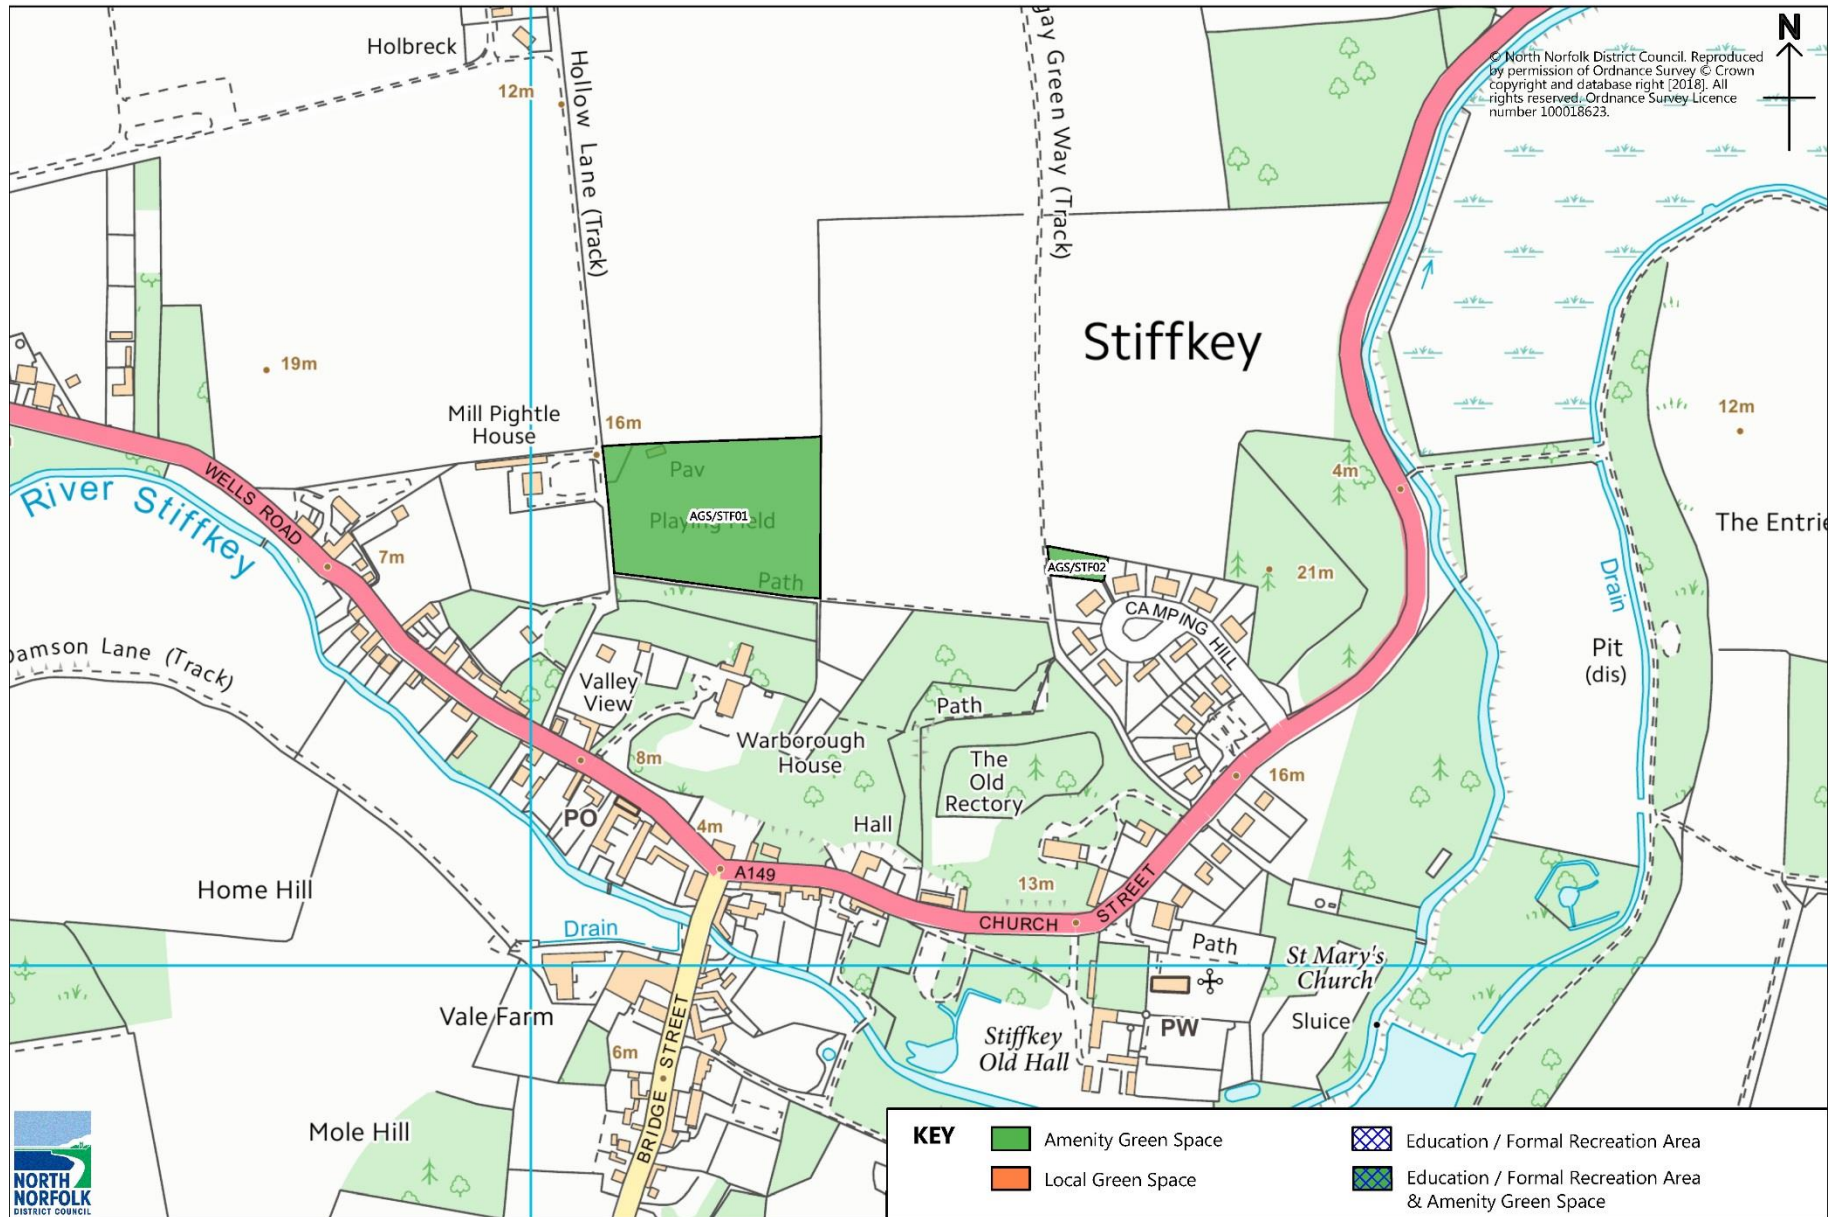 Holbreck
12m
Hollow Lane (Track)
gay Green Way (Track)
N
© North Norfolk District Council. Reproduced
by permission of Ordnance Survey © Crown
copyright and database right [2018]. All
rights reserved. Ordnance Survey Licence
number 100018623.
Stiffkey
19m
Mill Pightle
House
16m
Pav
AGS/STF01
Playing Field
Path
12m
4m
The Entrie
WELLS ROAD
River Stiffkey
7m
AGS/STF02
21m
CAMPING HILL
Drain
Pit
(dis)
Damson Lane (Track)
Valley
View
Path
Warborough
House
8m
The
Old
Rectory
16m
PO
4m
Hall
A149
13m
CHURCH STREET
Home Hill
Drain
Path
St Mary's
Church
Vale Farm
Stiffkey
Old Hall
PW
Sluice
6m
BRIDGE STREET
Mole Hill
NORTH
NORFOLK
DISTRICT COUNCIL
KEY
Amenity Green Space
Local Green Space
Education / Formal Recreation Area
Education / Formal Recreation Area
& Amenity Green Space